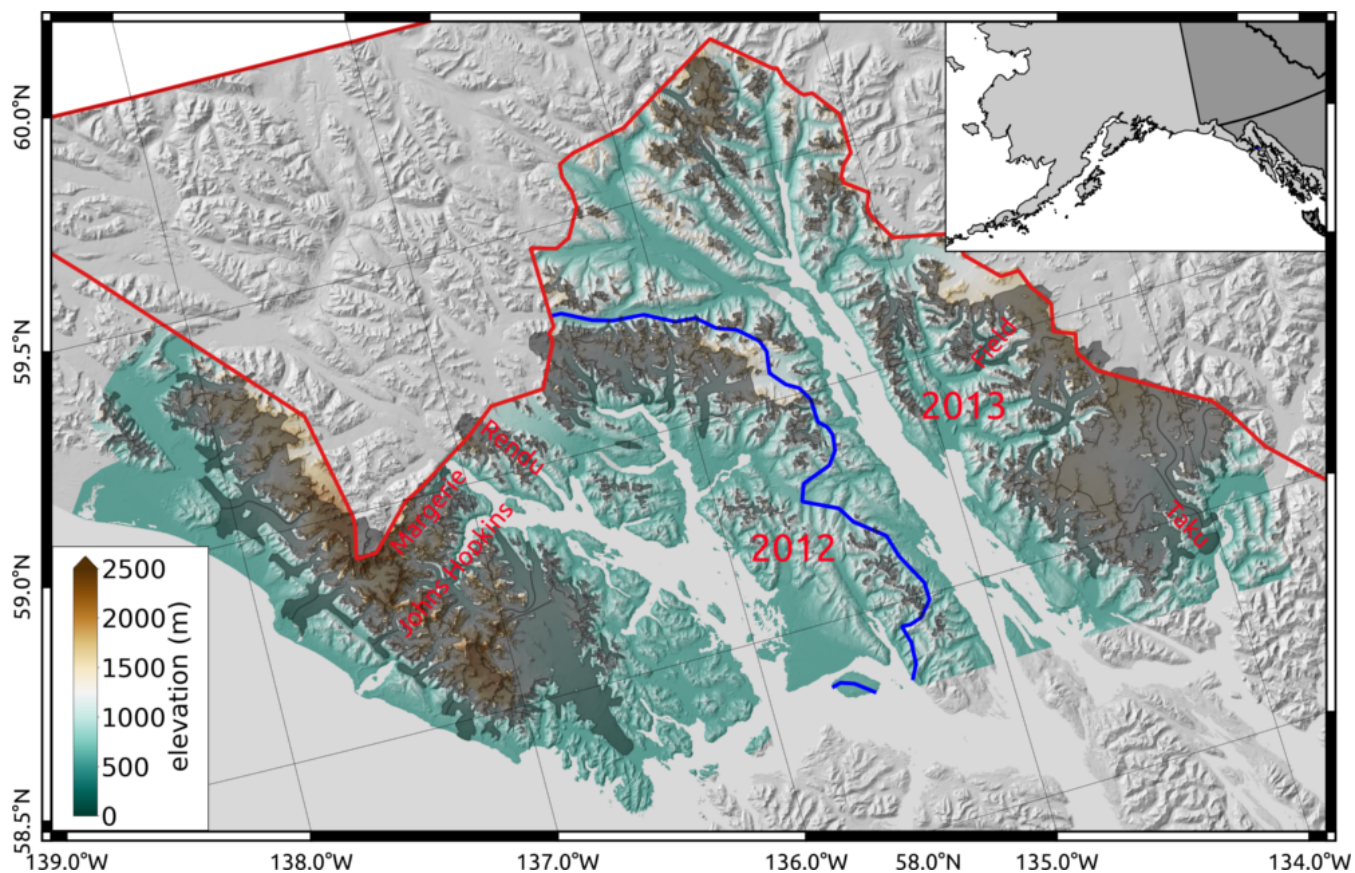 60.0°N
59.5°N
59.0°N
58.5°N
Field
2013
Rendu
Margerie
Johns Hopkins
2012
Taku
2500
2000
1500
1000
500
0
elevation (m)
139.0°W
138.0°W
137.0°W
136.0°W
58.0°N
135.0°W
134.0°W